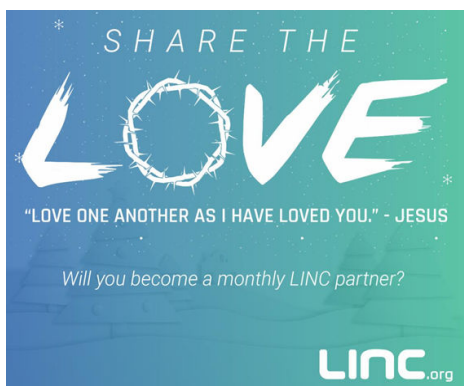 SHARE THE
LOVE
“LOVE ONE ANOTHER AS I HAVE LOVED YOU.” - JESUS
Will you become a monthly LINC partner?
LINC.org